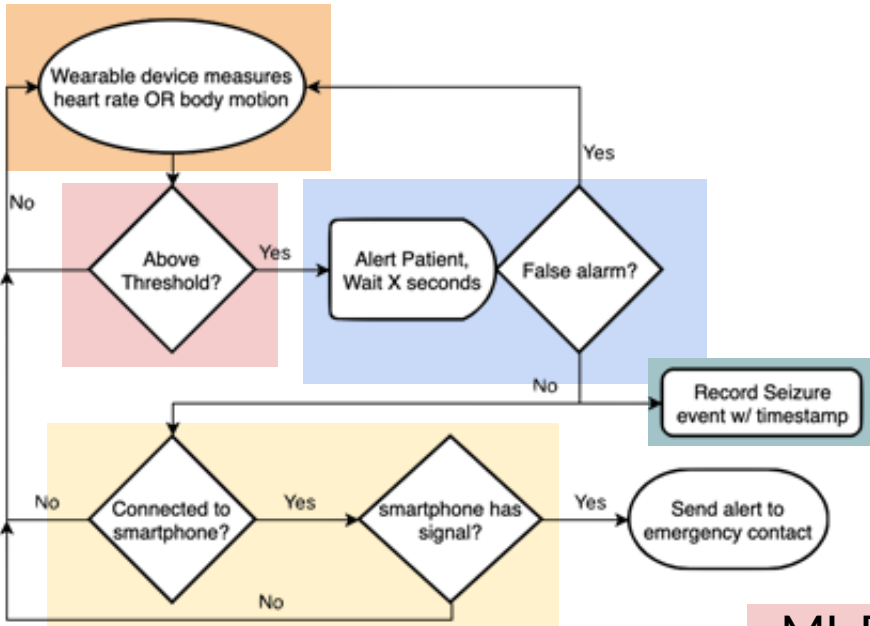 Wearable device measures
heart rate OR body motion
Yes
No
Above
Threshold?
Yes
Alert Patient,
Wait X seconds
False alarm?
No
Record Seizure
event w/ timestamp
No
Connected to
smartphone?
Yes
smartphone has
signal?
Yes
Send alert to
emergency contact
No